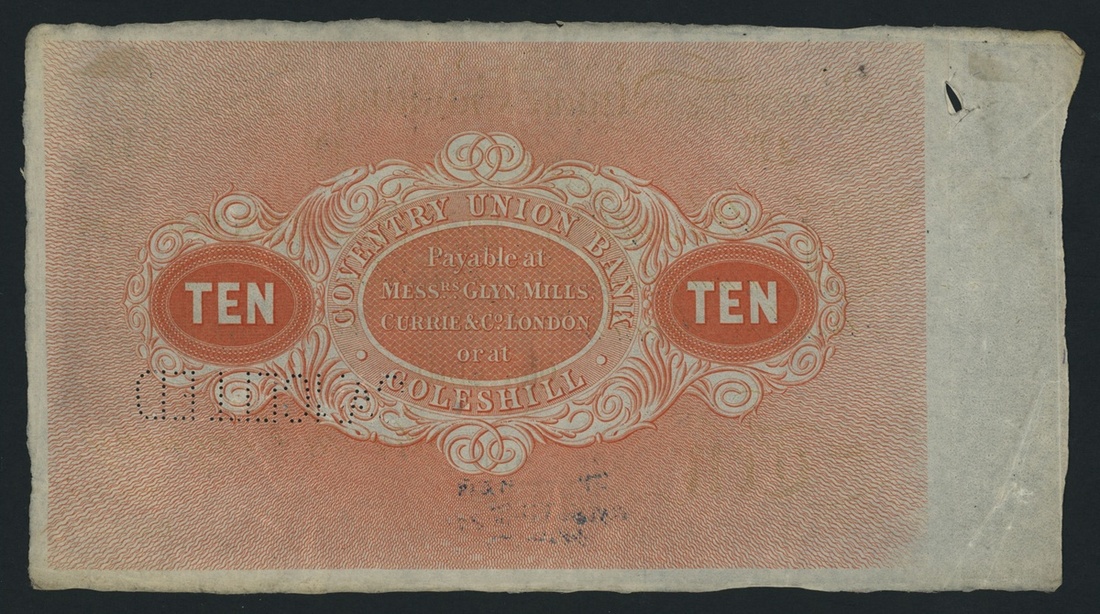 COVENTRY UNION BANK
Payable at
MESSRS. GLYN, MILLS,
CURRIE & Co. LONDON
or at
COLESHILL
TEN
TEN